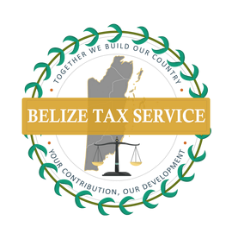 TOGETHER WE BUILD OUR COUNTRY
BELIZE TAX SERVICE
YOUR CONTRIBUTION, OUR DEVELOPMENT